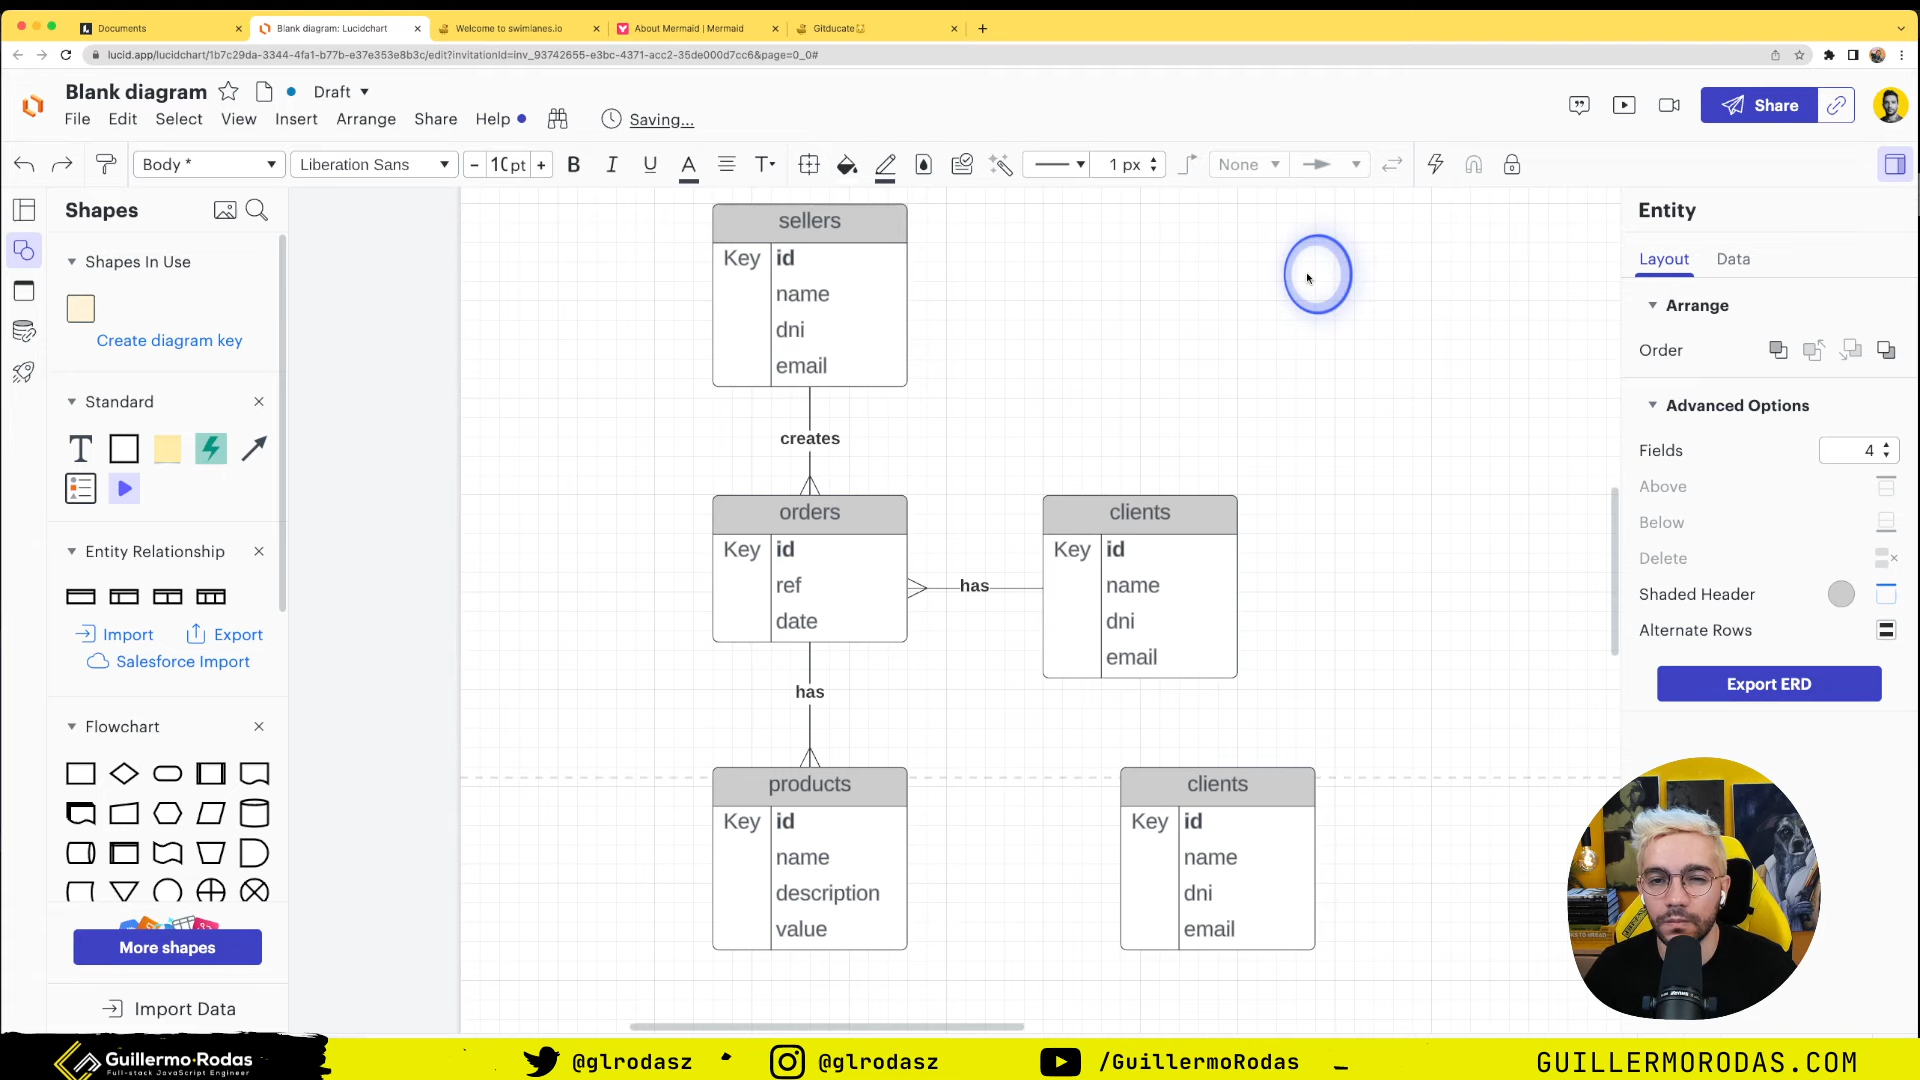 Documents
Blank diagram: Lucidchart
Welcome to swimlanes.io
About Mermaid | Mermaid
Gitducate
lucid.app/lucidchart/1b7c29da-3344-4fa1-b77b-e37e353e8b3c/edit?invitationId=inv_93742655-e3bc-4371-acc2-35de000d7cc6&page=0_0#
Blank diagram
Draft
File Edit Select View Insert Arrange Share Help
Saving...
Share
Body *
Liberation Sans
10 pt
B I U A T
1 px
None
Shapes
Shapes In Use
Create diagram key
Standard
T
Entity Relationship
Import
Export
Salesforce Import
Flowchart
More shapes
Import Data
sellers
Key id
name
dni
email
creates
orders
Key id
ref
date
has
clients
Key id
name
dni
email
has
products
Key id
name
description
value
clients
Key id
name
dni
email
Entity
Layout
Data
Arrange
Order
Advanced Options
Fields 4
Above
Below
Delete
Shaded Header
Alternate Rows
Export ERD
Guillermo Rodas
Full-stack JavaScript Engineer
@glrodasz
@glrodasz
/GuillermoRodas
GUILLERMORODAS.COM